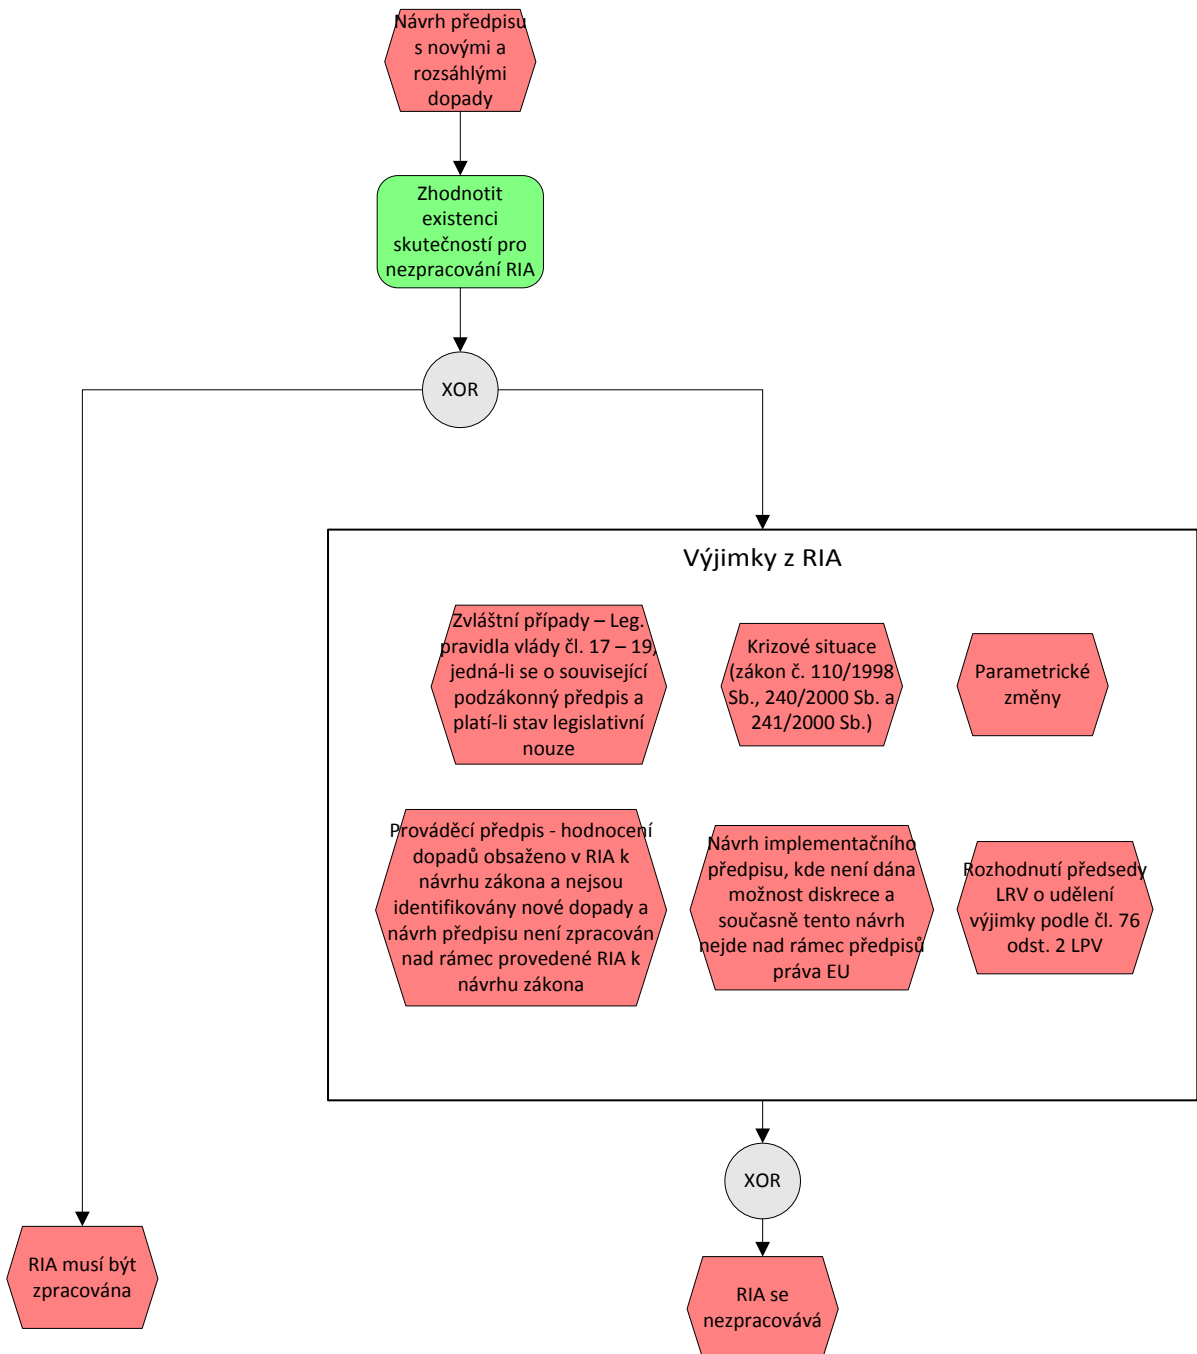 Návrh předpisu
s novými a
rozsáhlými
dopady
Zhodnotit
existenci
skutečností pro
nezpracování RIA
XOR
Výjimky z RIA
Zvláštní případy – Leg.
pravidla vlády čl. 17 – 19,
jedná-li se o související
podzákonný předpis a
platí-li stav legislativní
nouze
Krizové situace
(zákon č. 110/1998
Sb., 240/2000 Sb. a
241/2000 Sb.)
Parametrické
změny
Prováděcí předpis - hodnocení
dopadů obsaženo v RIA k
návrhu zákona a nejsou
identifikovány nové dopady a
návrh předpisu není zpracován
nad rámec provedené RIA k
návrhu zákona
Návrh implementačního
předpisu, kde není dána
možnost diskrece a
současně tento návrh
nejde nad rámec předpisů
práva EU
Rozhodnutí předsedy
LRV o udělení
výjimky podle čl. 76
odst. 2 LPV
XOR
RIA musí být
zpracována
RIA se
nezpracovává